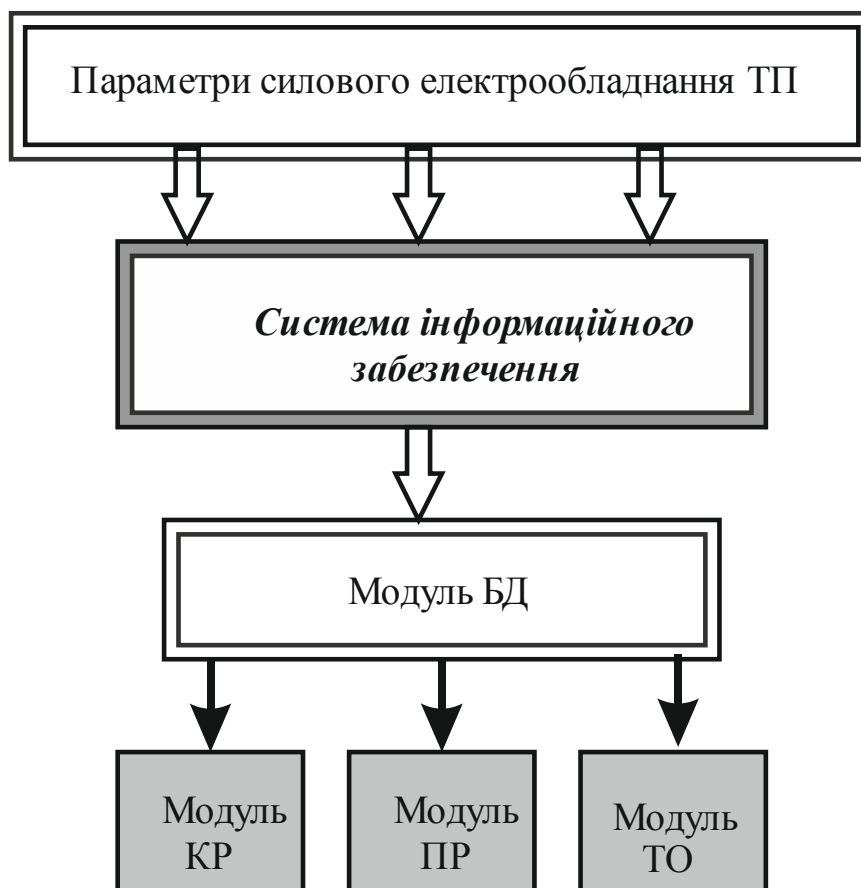 Параметри силового електрообладнання ТП
Система інформаційного
забезпечення
Модуль БД
Модуль
КР
Модуль
ПР
Модуль
ТО